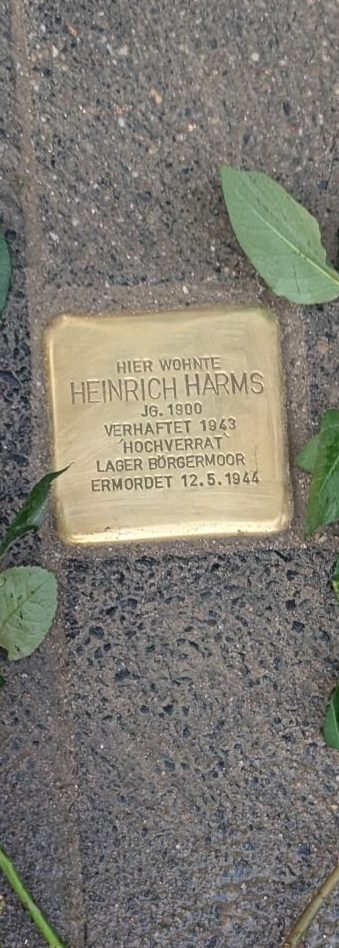 HIER WOHNTE
HEINRICH HARMS
JG. 1900
VERHAFTET 1943
'HOCHVERRAT'
LAGER BÖRGERMOOR
ERMORDET 12.5.1944